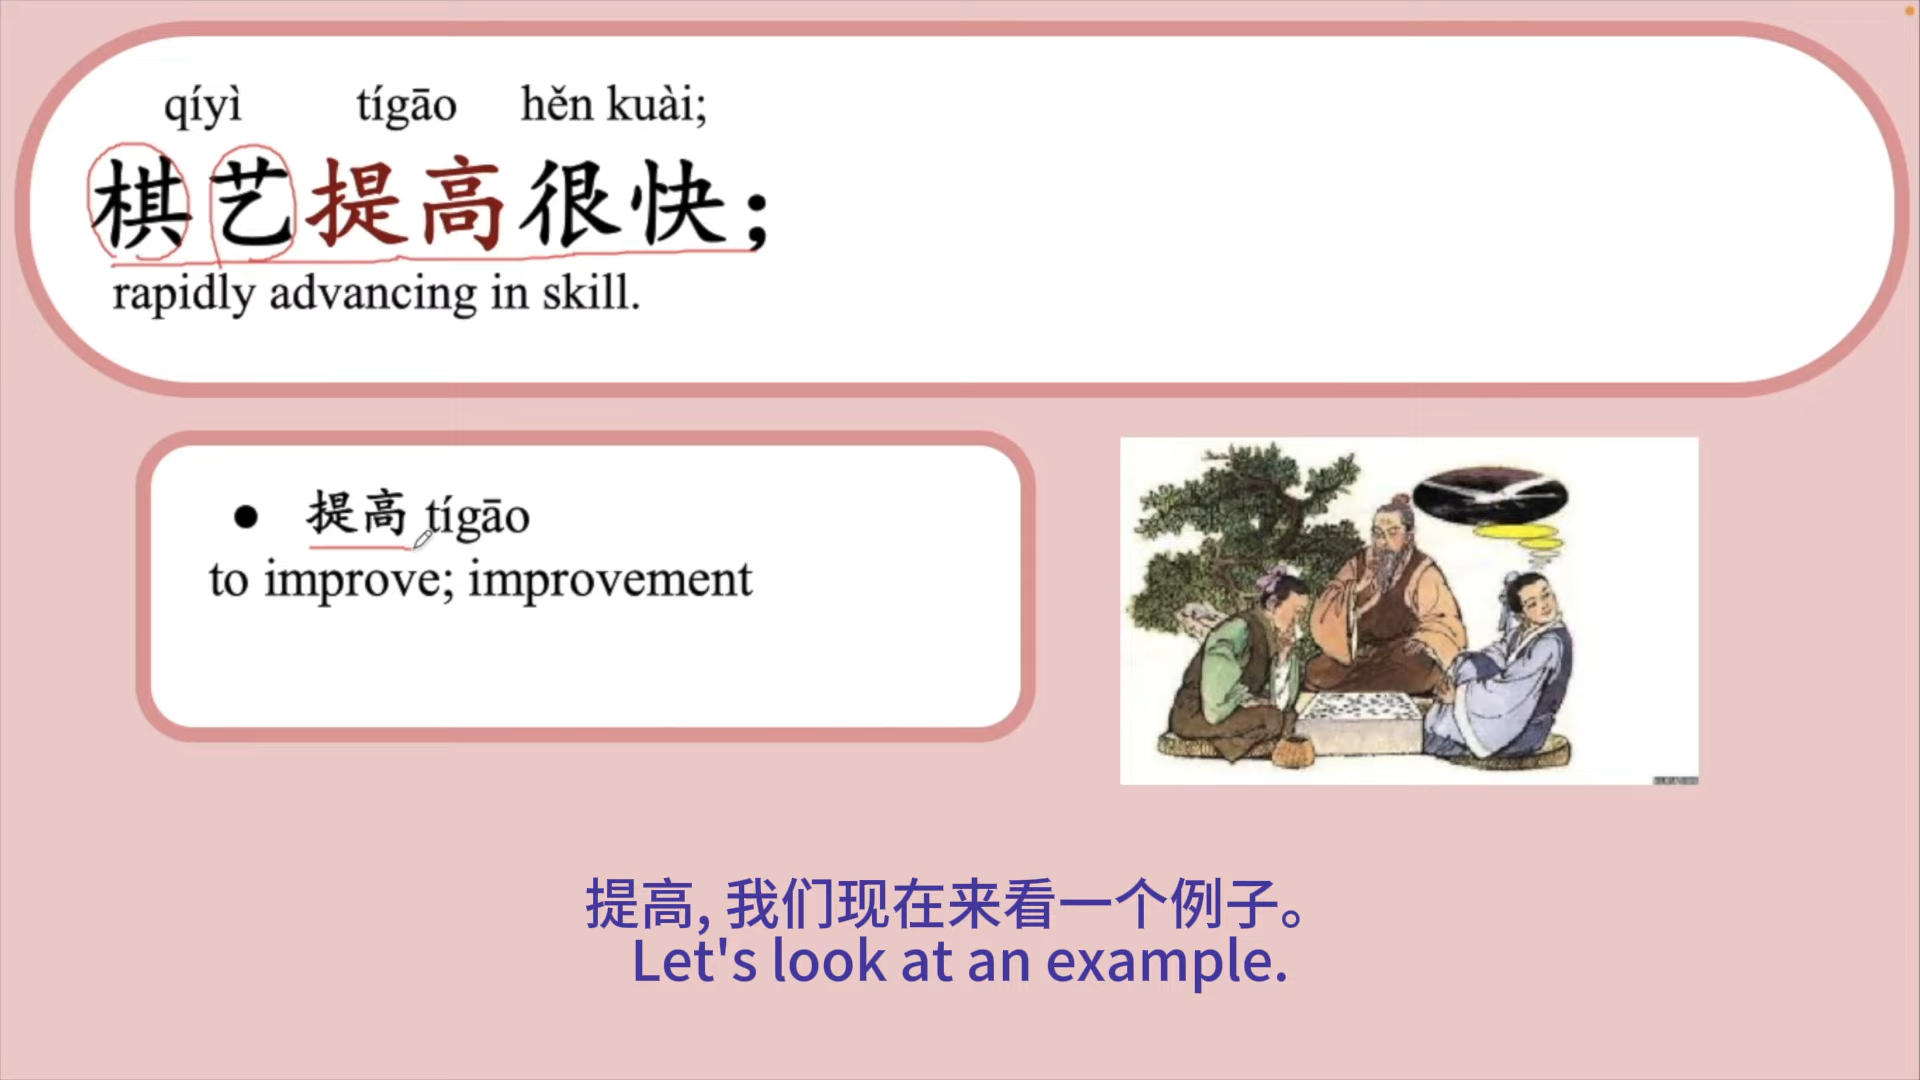 qíyì tígāo hěn kuài;
棋艺提高很快；
rapidly advancing in skill.
● 提高 tígāo
to improve; improvement
提高, 我们现在来看一个例子。
Let's look at an example.